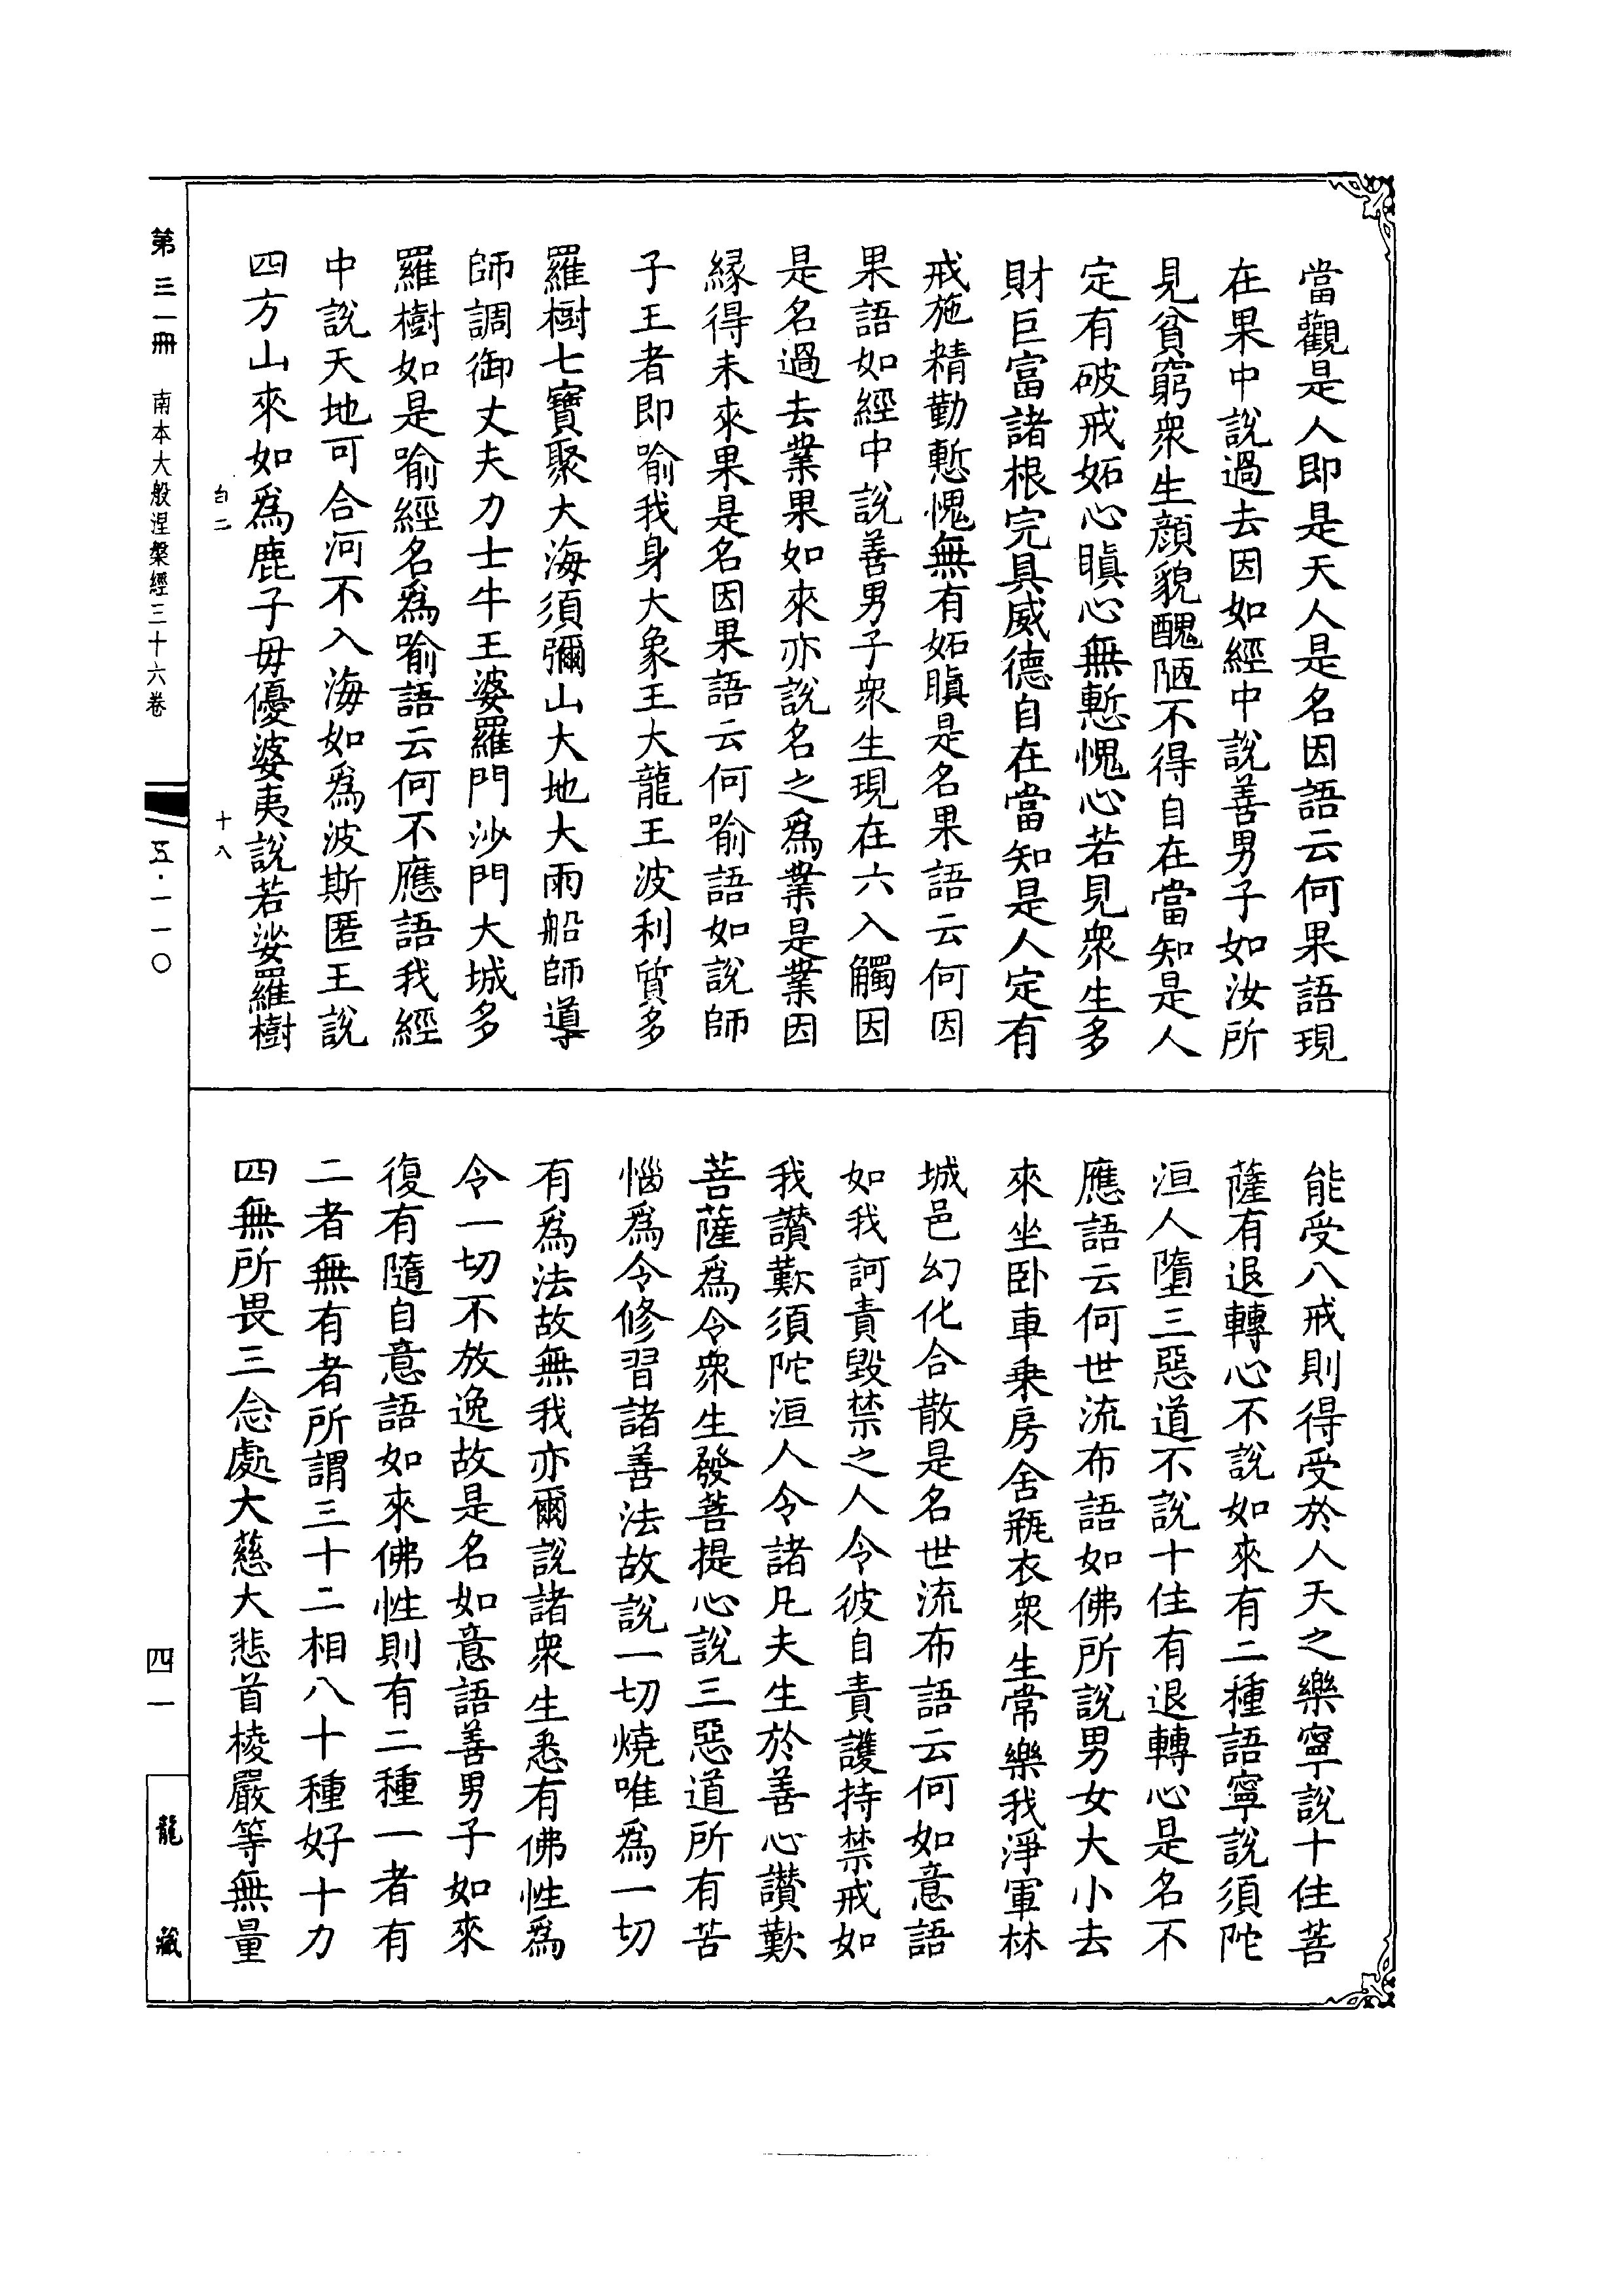 當觀是人即是天人是名因語云何果語現
在果中說過去因如經中說善男子如汝所
見貧窮衆生顔貌醜陋不得自在當知是人
定有破戒妬心瞋心無慙愧心若見衆生多
財巨富諸根完具威德自在當知是人定有
戒施精勤慙愧無有妬瞋是名果語云何因
果語如經中說善男子衆生現在六入觸因
是名過去業果如來亦說名之爲業是業因
縁得未來果是名因果語云何喻語如說師
子王者即喻我身大象王大龍王波利質多
羅樹七寶聚大海須彌山大地大雨船師導
師調御丈夫力士牛王婆羅門沙門大城多
羅樹如是喻經名爲喻語云何不應語我經
中說天地可合河不入海如爲波斯匿王說
四方山來如爲鹿子母優婆夷說若娑羅樹
能受八戒則得受於人天之樂寧說十住菩
薩有退轉心不說如來有二種語寧說須陀
洹人墮三惡道不說十住有退轉心是名不
應語云何世流布語如佛所說男女大小去
來坐卧車乗房舍瓶衣衆生常樂我淨軍林
城邑幻化合散是名世流布語云何如意語
如我訶責毀禁之人令彼自責護持禁戒如
我讃歎須陀洹人令諸凡夫生於善心讃歎
菩薩爲令衆生發菩提心說三惡道所有苦
惱爲令修習諸善法故說一切燒唯爲一切
有爲法故無我亦爾說諸衆生悉有佛性爲
令一切不放逸故是名如意語善男子如來
復有隨自意語如來佛性則有二種一者有
二者無有者所謂三十二相八十種好十力
四無所畏三念處大慈大悲首楞嚴等無量
十八
第三一冊 南本大般涅槃經三十六卷 五·一一〇
四一
龍藏